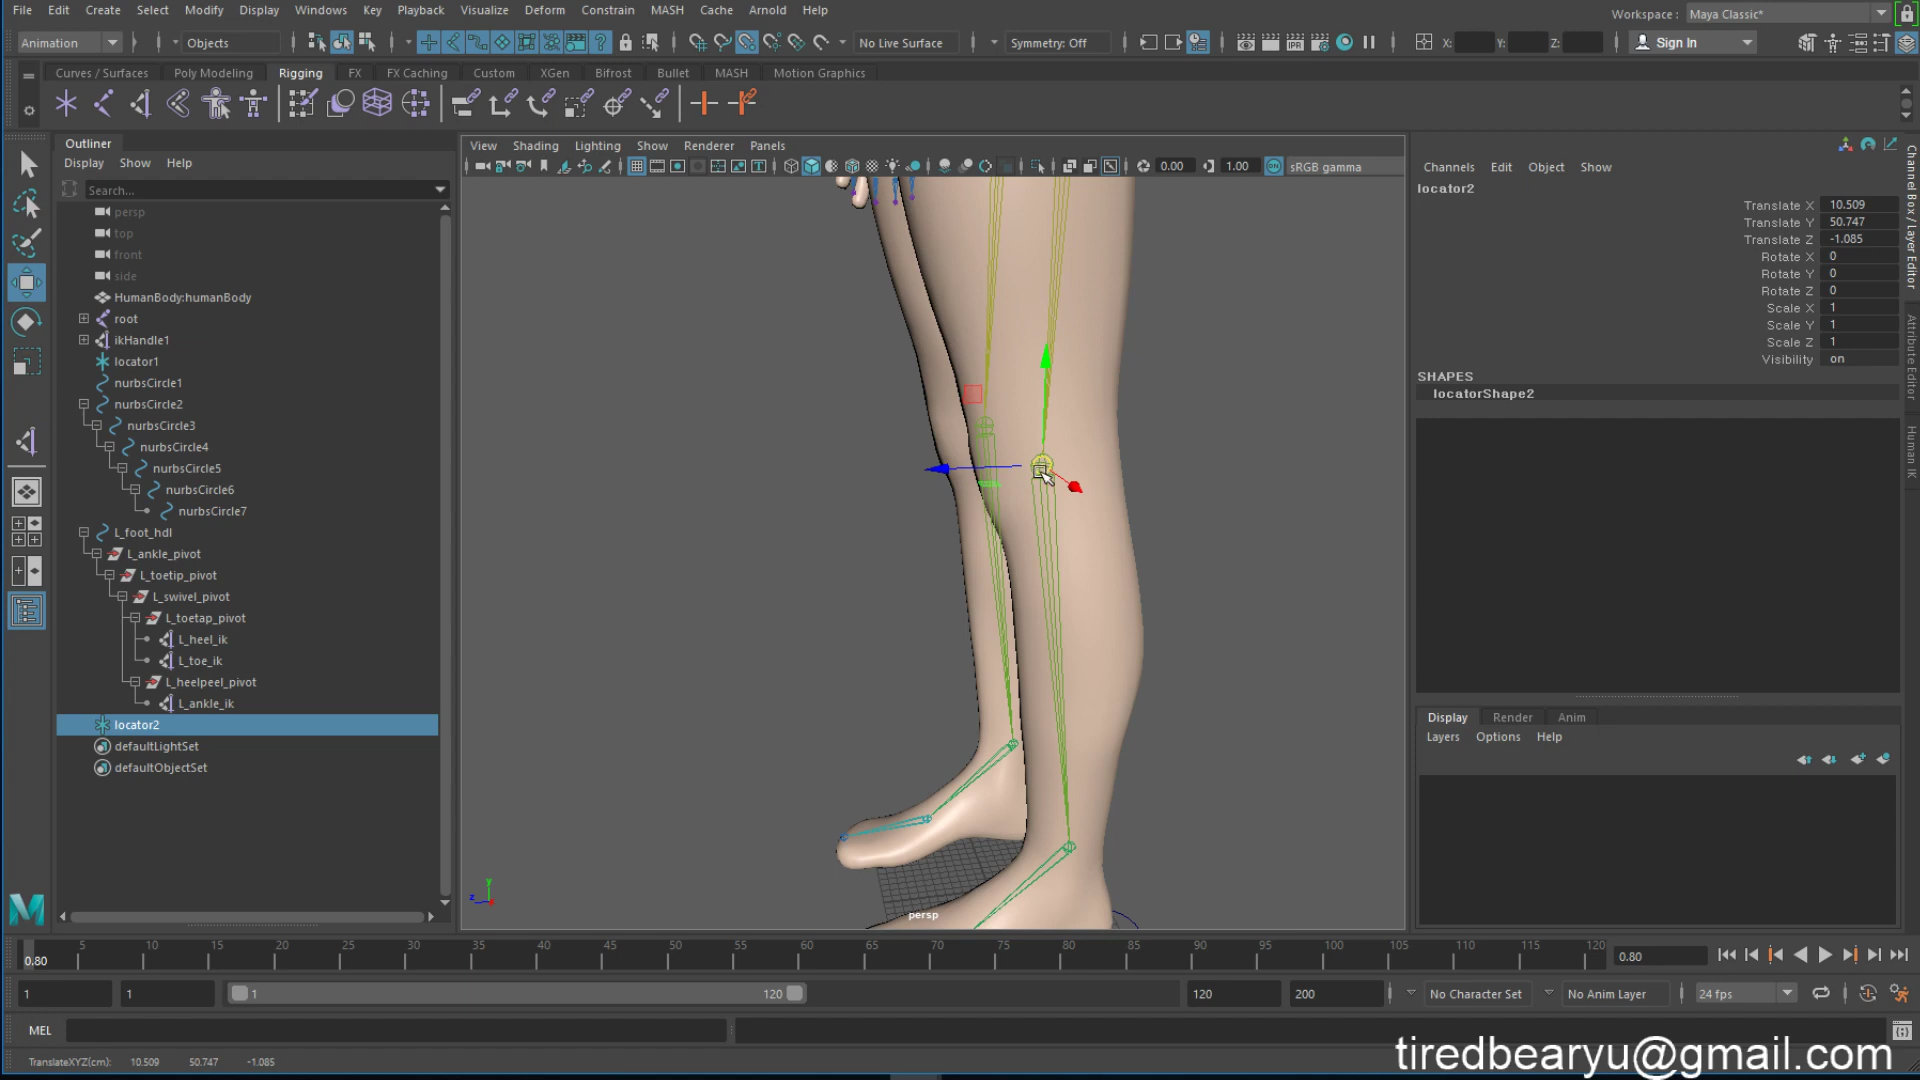 File Edit Create Select Modify Display Windows Key Playback Visualize Deform Constrain MASH Cache Arnold Help
Workspace : Maya Classic*
Animation Objects No Live Surface Symmetry: Off X: Y: Z: Sign In
Curves / Surfaces Poly Modeling Rigging FX FX Caching Custom XGen Bifrost Bullet MASH Motion Graphics
Outliner
Display Show Help
Search...
persp
top
front
side
HumanBody:humanBody
root
ikHandle1
locator1
nurbsCircle1
nurbsCircle2
nurbsCircle3
nurbsCircle4
nurbsCircle5
nurbsCircle6
nurbsCircle7
L_foot_hdl
L_ankle_pivot
L_toetip_pivot
L_swivel_pivot
L_toetap_pivot
L_heel_ik
L_toe_ik
L_heelpeel_pivot
L_ankle_ik
locator2
defaultLightSet
defaultObjectSet
View Shading Lighting Show Renderer Panels
0.00 1.00 ON sRGB gamma
y
z
persp
Channels Edit Object Show
locator2
Translate X 10.509
Translate Y 50.747
Translate Z -1.085
Rotate X 0
Rotate Y 0
Rotate Z 0
Scale X 1
Scale Y 1
Scale Z 1
Visibility on
SHAPES
locatorShape2
Channel Box / Layer Editor
Attribute Editor
Human IK
Display Render Anim
Layers Options Help
5 10 15 20 25 30 35 40 45 50 55 60 65 70 75 80 85 90 95 100 105 110 115 120
0.80
0.80
1 1 1 120 120 200 No Character Set No Anim Layer 24 fps
MEL
TranslateXYZ(cm): 10.509 50.747 -1.085
tiredbearyu@gmail.com